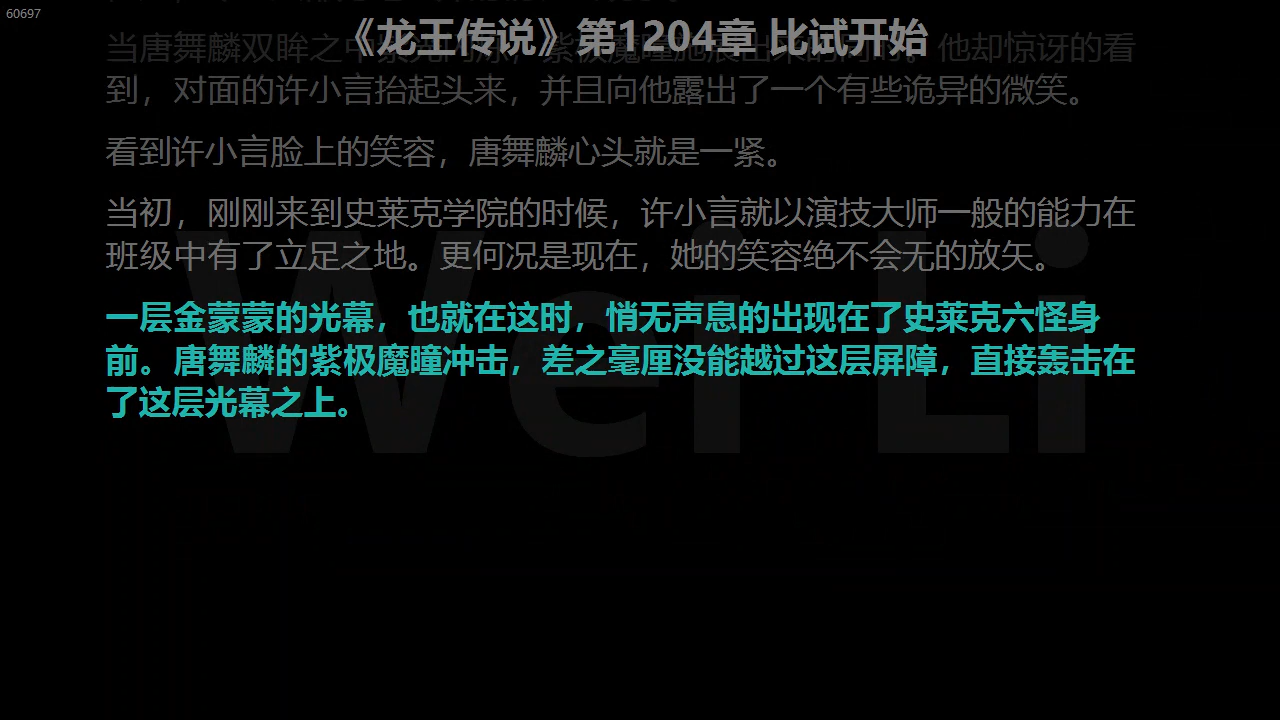 60697
《龙王传说》第1204章 比试开始
当唐舞麟双眸之中
他却惊讶的看
到，对面的许小言抬起头来，并且向他露出了一个有些诡异的微笑。
看到许小言脸上的笑容，唐舞麟心头就是一紧。
当初，刚刚来到史莱克学院的时候，许小言就以演技大师一般的能力在
班级中有了立足之地。更何况是现在，她的笑容绝不会无的放矢。
一层金蒙蒙的光幕，也就在这时，悄无声息的出现在了史莱克六怪身
前。唐舞麟的紫极魔瞳冲击，差之毫厘没能越过这层屏障，直接轰击在
了这层光幕之上。
Wei Li